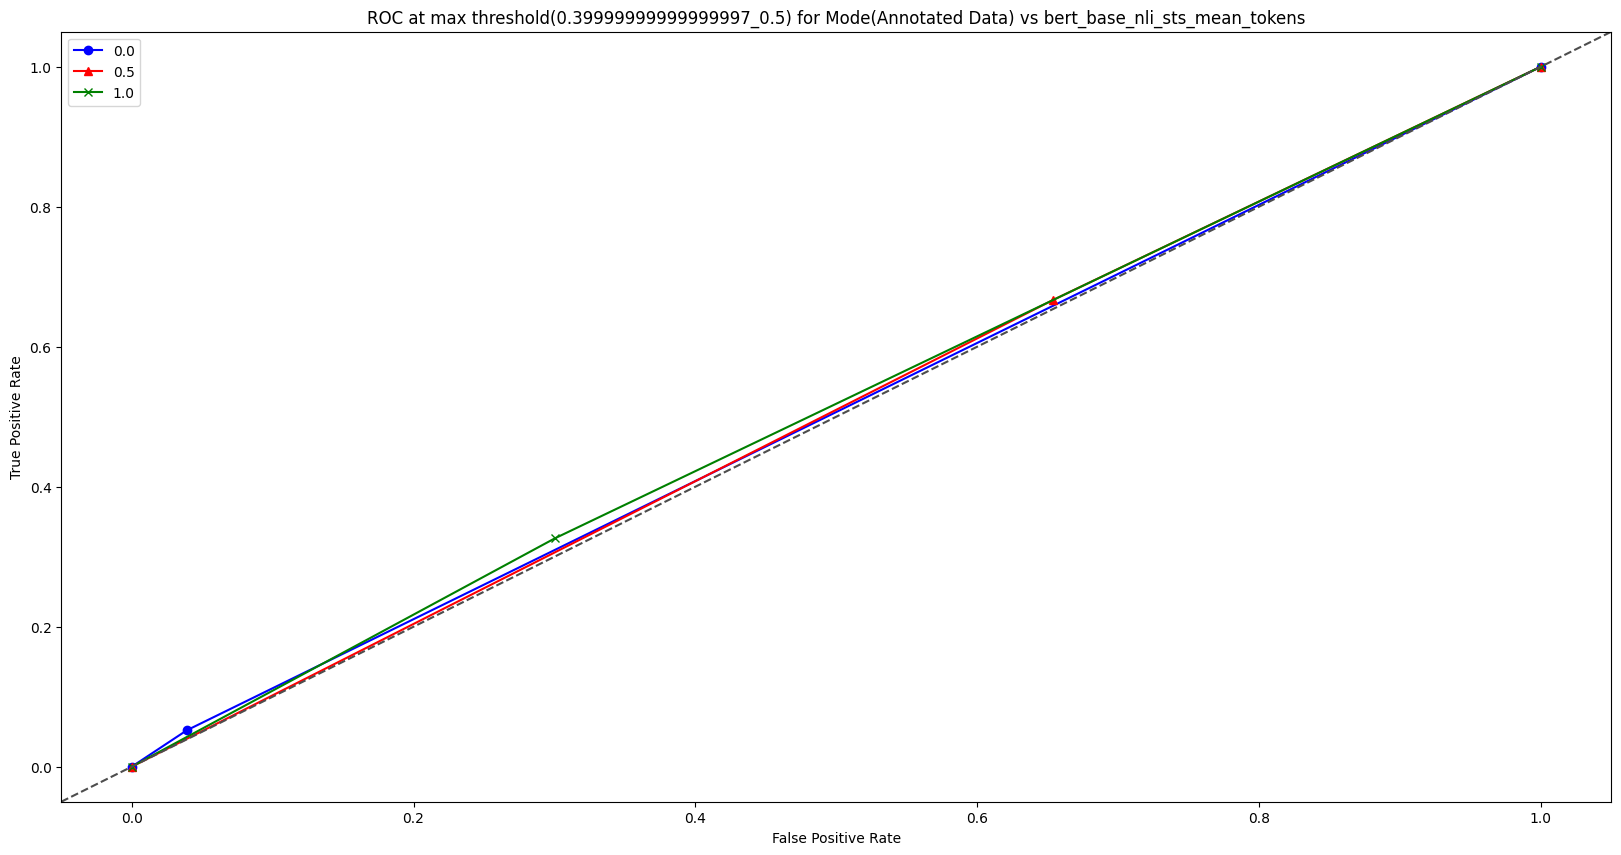 ROC at max threshold(0.39999999999999997_0.5) for Mode(Annotated Data) vs bert_base_nli_sts_mean_tokens
0.0
0.5
1.0
1.0
0.8
0.6
0.4
0.2
0.0
True Positive Rate
0.0 0.2 0.4 0.6 0.8 1.0
False Positive Rate